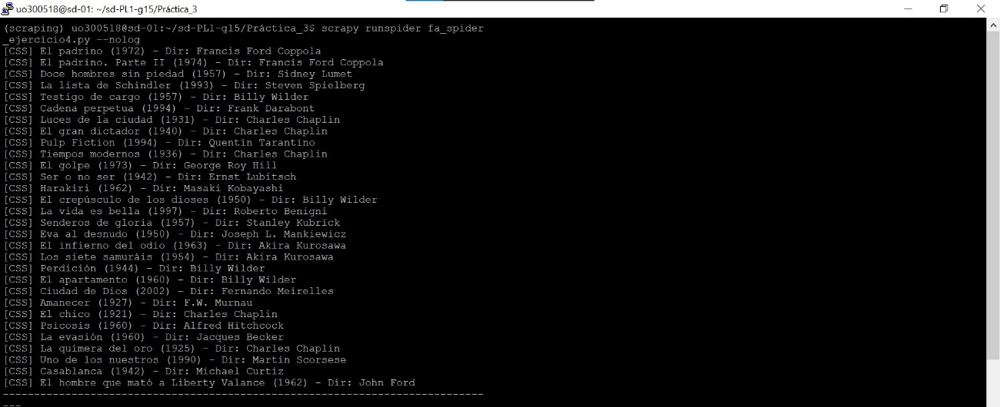 uo300518@sd-01: ~/sd-PL1-g15/Práctica_3
(scraping) uo300518@sd-01:~/sd-PL1-g15/Práctica_3$ scrapy runspider fa_spider
_ejercicio4.py --nolog
[CSS] El padrino (1972) - Dir: Francis Ford Coppola
[CSS] El padrino. Parte II (1974) - Dir: Francis Ford Coppola
[CSS] Doce hombres sin piedad (1957) - Dir: Sidney Lumet
[CSS] La lista de Schindler (1993) - Dir: Steven Spielberg
[CSS] Testigo de cargo (1957) - Dir: Billy Wilder
[CSS] Cadena perpetua (1994) - Dir: Frank Darabont
[CSS] Luces de la ciudad (1931) - Dir: Charles Chaplin
[CSS] El gran dictador (1940) - Dir: Charles Chaplin
[CSS] Pulp Fiction (1994) - Dir: Quentin Tarantino
[CSS] Tiempos modernos (1936) - Dir: Charles Chaplin
[CSS] El golpe (1973) - Dir: George Roy Hill
[CSS] Ser o no ser (1942) - Dir: Ernst Lubitsch
[CSS] Harakiri (1962) - Dir: Masaki Kobayashi
[CSS] El crepúsculo de los dioses (1950) - Dir: Billy Wilder
[CSS] La vida es bella (1997) - Dir: Roberto Benigni
[CSS] Senderos de gloria (1957) - Dir: Stanley Kubrick
[CSS] Eva al desnudo (1950) - Dir: Joseph L. Mankiewicz
[CSS] El infierno del odio (1963) - Dir: Akira Kurosawa
[CSS] Los siete samuráis (1954) - Dir: Akira Kurosawa
[CSS] Perdición (1944) - Dir: Billy Wilder
[CSS] El apartamento (1960) - Dir: Billy Wilder
[CSS] Ciudad de Dios (2002) - Dir: Fernando Meirelles
[CSS] Amanecer (1927) - Dir: F.W. Murnau
[CSS] El chico (1921) - Dir: Charles Chaplin
[CSS] Psicosis (1960) - Dir: Alfred Hitchcock
[CSS] La evasión (1960) - Dir: Jacques Becker
[CSS] La quimera del oro (1925) - Dir: Charles Chaplin
[CSS] Uno de los nuestros (1990) - Dir: Martin Scorsese
[CSS] Casablanca (1942) - Dir: Michael Curtiz
[CSS] El hombre que mató a Liberty Valance (1962) - Dir: John Ford
-----------------------------------------------------------------------------
---